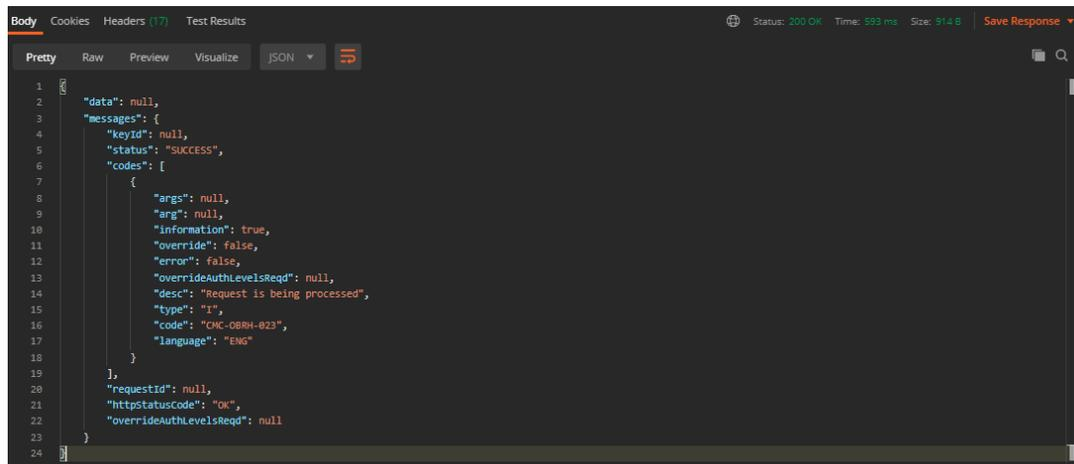 Body Cookies Headers (17) Test Results Status: 200 OK Time: 593 ms Size: 914 B Save Response
Pretty Raw Preview Visualize JSON
1 {
2 "data": null,
3 "messages": {
4 "keyId": null,
5 "status": "SUCCESS",
6 "codes": [
7 {
8 "args": null,
9 "arg": null,
10 "information": true,
11 "override": false,
12 "error": false,
13 "overrideAuthLevelsReqd": null,
14 "desc": "Request is being processed",
15 "type": "I",
16 "code": "CMC-OBRH-023",
17 "language": "ENG"
18 }
19 ],
20 "requestId": null,
21 "httpStatusCode": "OK",
22 "overrideAuthLevelsReqd": null
23 }
24 }